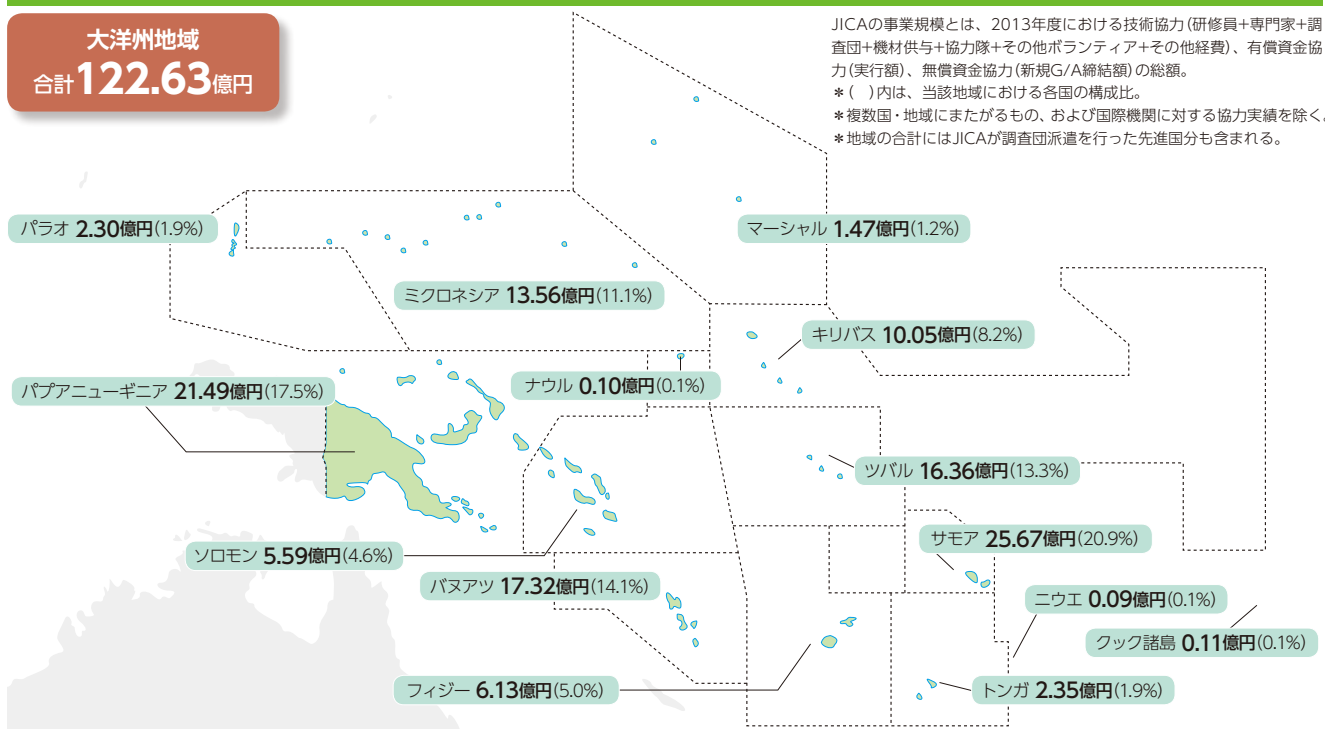 大洋州地域
合計122.63億円
JICAの事業規模とは、2013年度における技術協力(研修員+専門家+調
査団+機材供与+協力隊+その他ボランティア+その他経費)、有償資金協
力(実行額)、無償資金協力(新規G/A締結額)の総額。
＊(　)内は、当該地域における各国の構成比。
＊複数国・地域にまたがるもの、および国際機関に対する協力実績を除く。
＊地域の合計にはJICAが調査団派遣を行った先進国分も含まれる。
パラオ 2.30億円(1.9%)
マーシャル 1.47億円(1.2%)
ミクロネシア 13.56億円(11.1%)
キリバス 10.05億円(8.2%)
パプアニューギニア 21.49億円(17.5%)
ナウル 0.10億円(0.1%)
ツバル 16.36億円(13.3%)
サモア 25.67億円(20.9%)
ソロモン 5.59億円(4.6%)
バヌアツ 17.32億円(14.1%)
ニウエ 0.09億円(0.1%)
クック諸島 0.11億円(0.1%)
フィジー 6.13億円(5.0%)
トンガ 2.35億円(1.9%)